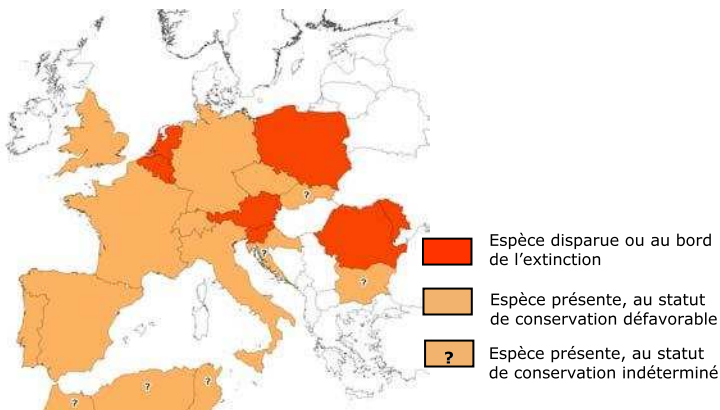 ?
?
?
?
?
?
Espèce disparue ou au bord
de l'extinction
Espèce présente, au statut
de conservation défavorable
?
Espèce présente, au statut
de conservation indéterminé